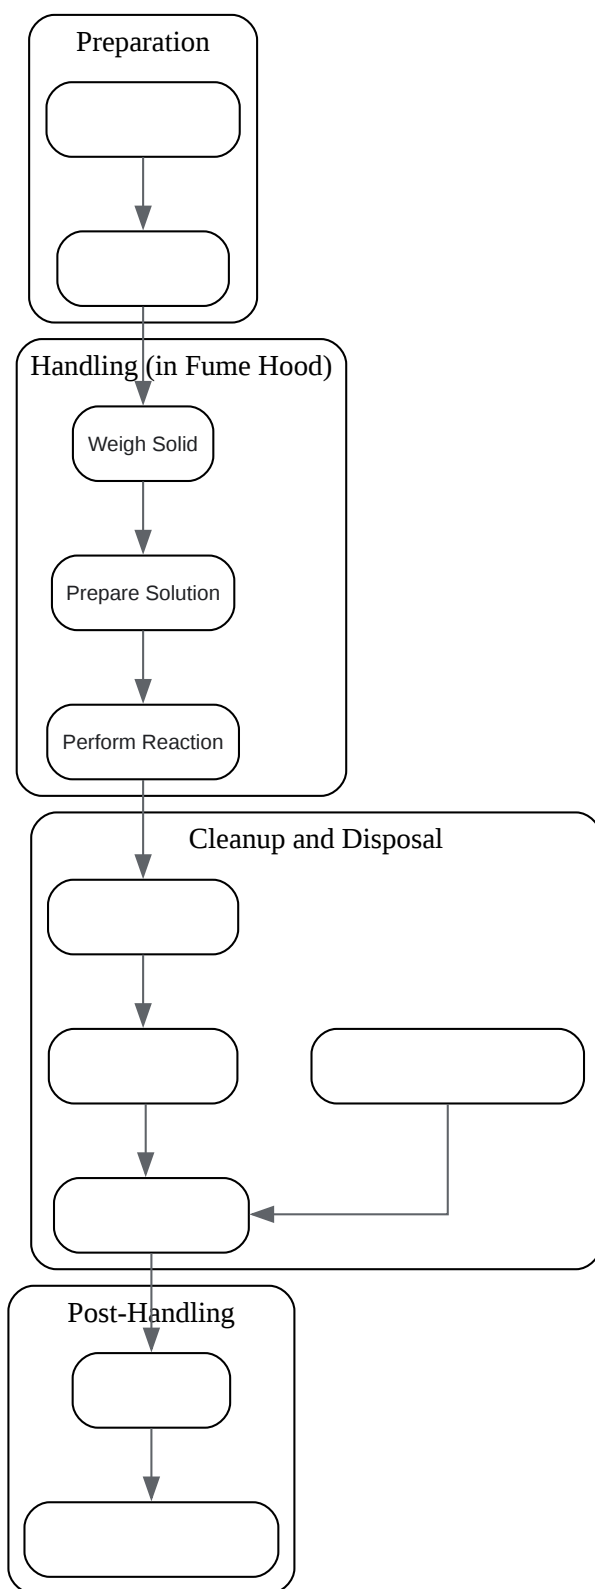 Preparation
Handling (in Fume Hood)
Weigh Solid
Prepare Solution
Perform Reaction
Cleanup and Disposal
Post-Handling